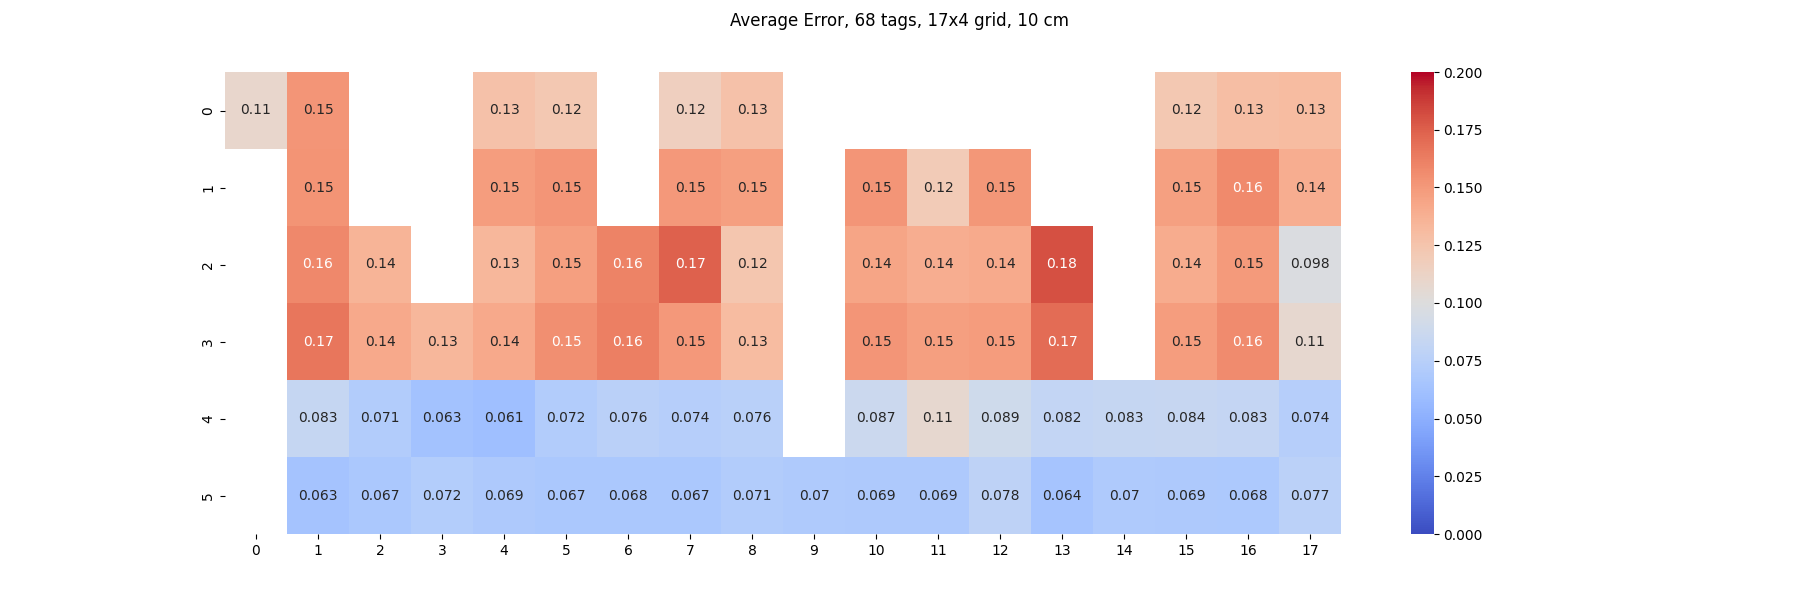 Average Error, 68 tags, 17x4 grid, 10 cm
0.200
0 0.11 0.15 0.13 0.12 0.12 0.13 0.12 0.13 0.13
0.175
1 0.15 0.15 0.15 0.15 0.15 0.15 0.12 0.15 0.15 0.16 0.14
0.150
0.125
2 0.16 0.14 0.13 0.15 0.16 0.17 0.12 0.14 0.14 0.14 0.18 0.14 0.15 0.098
0.100
3 0.17 0.14 0.13 0.14 0.15 0.16 0.15 0.13 0.15 0.15 0.15 0.17 0.15 0.16 0.11
0.075
4 0.083 0.071 0.063 0.061 0.072 0.076 0.074 0.076 0.087 0.11 0.089 0.082 0.083 0.084 0.083 0.074
0.050
5 0.063 0.067 0.072 0.069 0.067 0.068 0.067 0.071 0.07 0.069 0.069 0.078 0.064 0.07 0.069 0.068 0.077
0.025
0.000
0 1 2 3 4 5 6 7 8 9 10 11 12 13 14 15 16 17